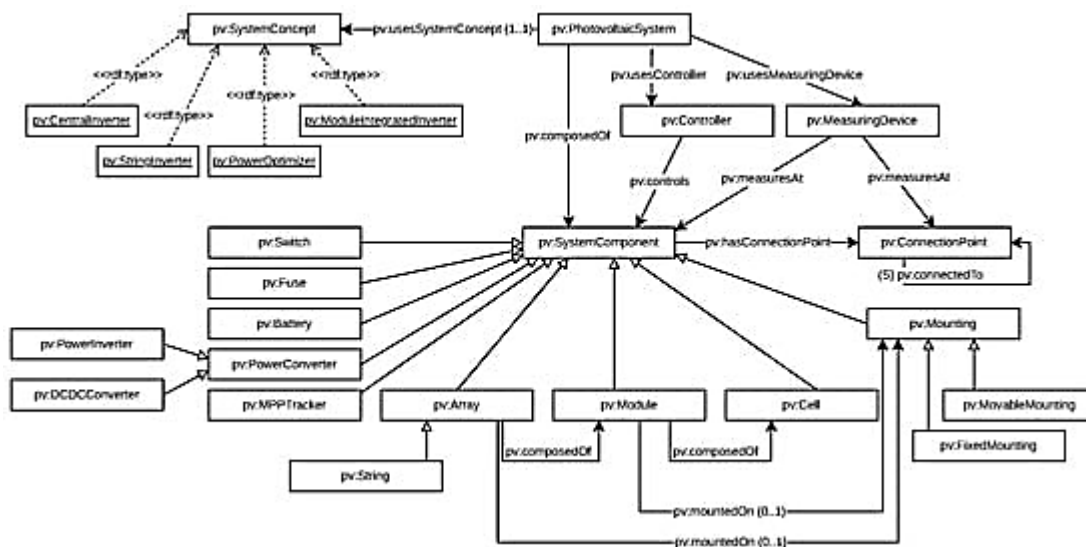 pv:SystemConcept
pv:usesSystemConcept (1..1)
pv:PhotovoltaicSystem
<<rdf:type>>
<<rdf:type>>
<<rdf:type>>
<<rdf:type>>
pv:usesController
pv:usesMeasuringDevice
pv:CentralInverter
pv:ModuleIntegratedInverter
pv:Controller
pv:MeasuringDevice
pv:composedOf
pv:StringInverter
pv:PowerOptimizer
pv:controls
pv:measuresAt
pv:measuresAt
pv:Switch
pv:SystemComponent
pv:hasConnectionPoint
pv:ConnectionPoint
(S) pv:connectedTo
pv:Fuse
pv:Battery
pv:Mounting
pv:PowerInverter
pv:PowerConverter
pv:DCDCConverter
pv:MPPTracker
pv:Array
pv:Module
pv:Cell
pv:MovableMounting
pv:FixedMounting
pv:composedOf
pv:composedOf
pv:String
pv:mountedOn (0..1)
pv:mountedOn (0..1)